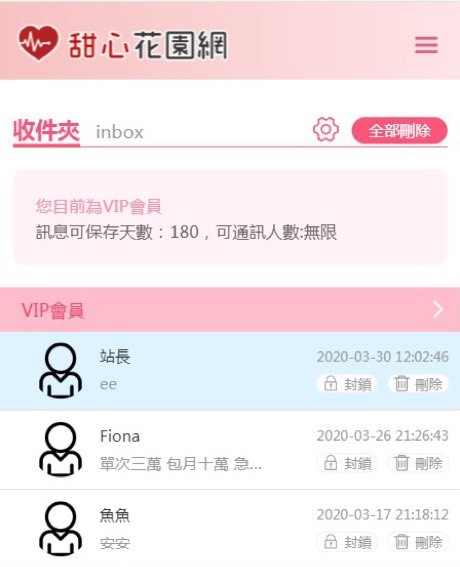 甜心花園網
收件夾 inbox 全部刪除
您目前為VIP會員
訊息可保存天數：180，可通訊人數:無限
VIP會員
站長 2020-03-30 12:02:46
ee 封鎖 刪除
Fiona 2020-03-26 21:26:43
單次三萬 包月十萬 急... 封鎖 刪除
魚魚 2020-03-17 21:18:12
安安 封鎖 刪除